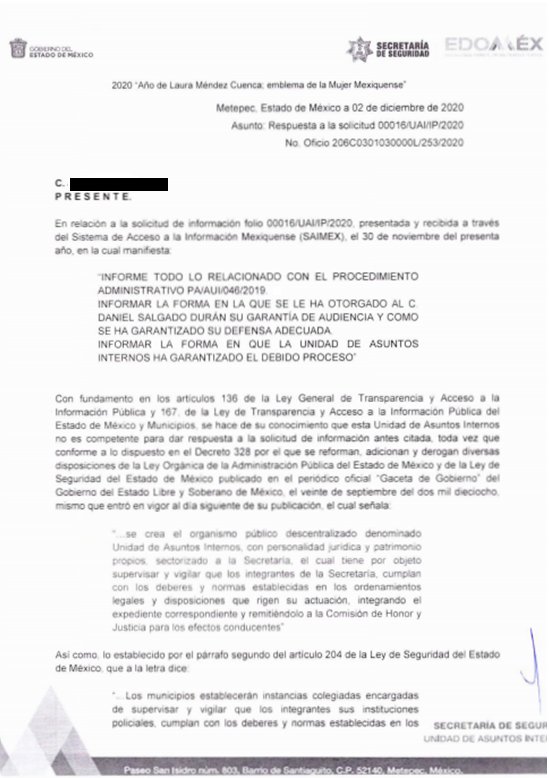 GOBIERNO DEL
ESTADO DE MÉXICO
SECRETARÍA
DE SEGURIDAD
EDOMÉX
2020 "Año de Laura Méndez Cuenca; emblema de la Mujer Mexiquense"
Metepec, Estado de México a 02 de diciembre de 2020
Asunto: Respuesta a la solicitud 00016/UAI/IP/2020
No. Oficio 206C0301030000L/253/2020
C.
P R E S E N T E.
En relación a la solicitud de información folio 00016/UAI/IP/2020, presentada y recibida a través
del Sistema de Acceso a la Información Mexiquense (SAIMEX), el 30 de noviembre del presenta
año, en la cual manifiesta:
"INFORME TODO LO RELACIONADO CON EL PROCEDIMIENTO
ADMINISTRATIVO PA/AUI/046/2019.
INFORMAR LA FORMA EN LA QUE SE LE HA OTORGADO AL C.
DANIEL SALGADO DURÁN SU GARANTÍA DE AUDIENCIA Y COMO
SE HA GARANTIZADO SU DEFENSA ADECUADA.
INFORMAR LA FORMA EN QUE LA UNIDAD DE ASUNTOS
INTERNOS HA GARANTIZADO EL DEBIDO PROCESO"
Con fundamento en los artículos 136 de la Ley General de Transparencia y Acceso a la
Información Pública y 167, de la Ley de Transparencia y Acceso a la Información Pública del
Estado de México y Municipios, se hace de su conocimiento que esta Unidad de Asuntos Internos
no es competente para dar respuesta a la solicitud de información antes citada, toda vez que
conforme a lo dispuesto en el Decreto 328 por el que se reforman, adicionan y derogan diversas
disposiciones de la Ley Orgánica de la Administración Pública del Estado de México y de la Ley de
Seguridad del Estado de México publicado en el periódico oficial "Gaceta de Gobierno" del
Gobierno del Estado Libre y Soberano de México, el veinte de septiembre del dos mil dieciocho,
mismo que entró en vigor al día siguiente de su publicación, el cual señala:
"...se crea el organismo público descentralizado denominado
Unidad de Asuntos Internos, con personalidad jurídica y patrimonio
propios, sectorizado a la Secretaría, el cual tiene por objeto
supervisar y vigilar que los integrantes de la Secretaría, cumplan
con los deberes y normas establecidas en los ordenamientos
legales y disposiciones que rigen su actuación, integrando el
expediente correspondiente y remitiéndolo a la Comisión de Honor y
Justicia para los efectos conducentes"
Así como, lo establecido por el párrafo segundo del artículo 204 de la Ley de Seguridad del Estado
de México, que a la letra dice:
"...Los municipios establecerán instancias colegiadas encargadas
de supervisar y vigilar que los integrantes sus instituciones
policiales, cumplan con los deberes y normas establecidas en los
SECRETARÍA DE SEGUR
UNIDAD DE ASUNTOS INTER
Paseo San Isidro núm. 803, Barrio de Santiaguito, C.P. 52140, Metepec, México.